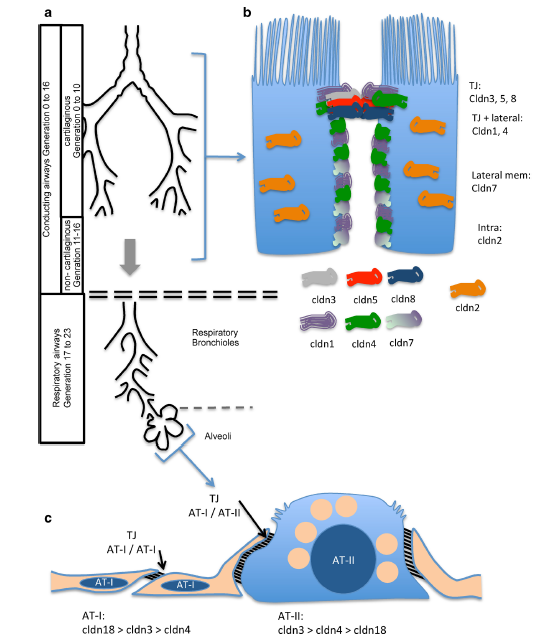 a
Conducting airways Generation 0 to 16
cartilaginous
Generation 0 to 10
non- cartilaginous
Genration 11-16
Respiratory airways
Generation 17 to 23
Respiratory
Bronchioles
Alveoli
b
TJ:
Cldn3, 5, 8
TJ + lateral:
Cldn1, 4
Lateral mem:
Cldn7
Intra:
cldn2
cldn3
cldn5
cldn8
cldn2
cldn1
cldn4
cldn7
c
TJ
AT-I / AT-II
TJ
AT-I / AT-I
AT-I
AT-I
AT-II
AT-I:
cldn18 > cldn3 > cldn4
AT-II:
cldn3 > cldn4 > cldn18